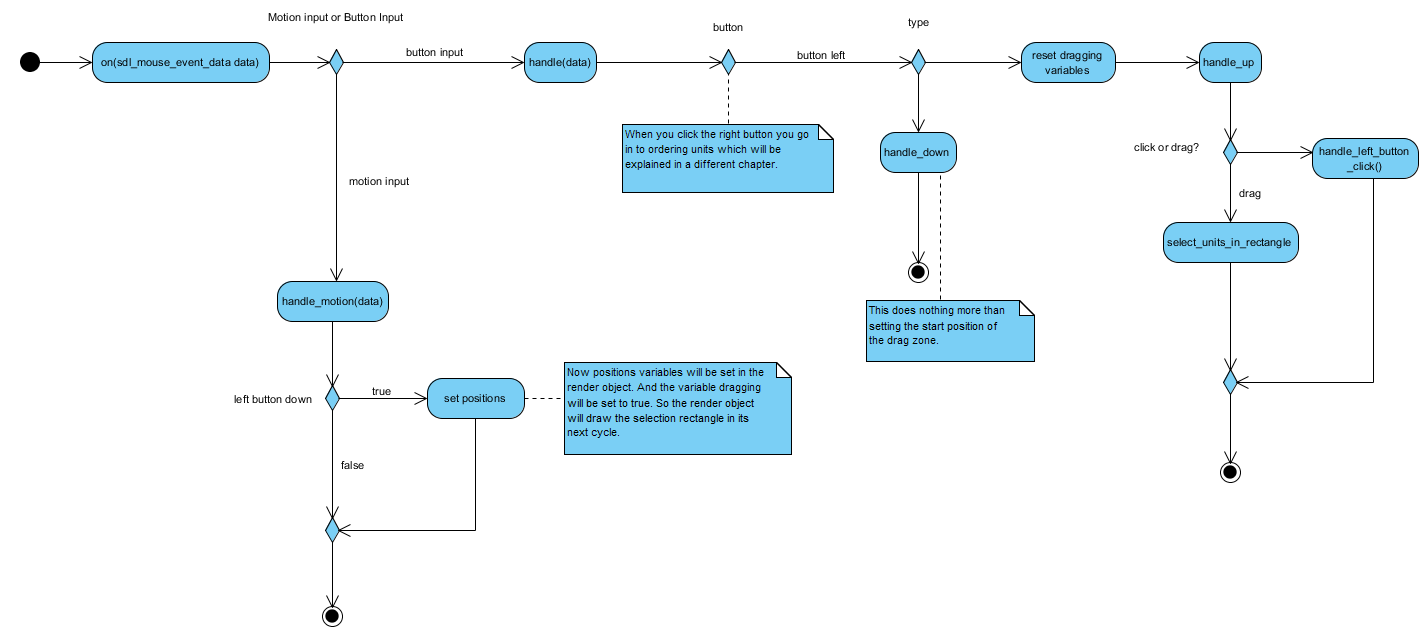 Motion input or Button Input
on(sdl_mouse_event_data data)
button input
handle(data)
button
button left
type
reset dragging
variables
handle_up
When you click the right button you go
in to ordering units which will be
explained in a different chapter.
handle_down
click or drag?
handle_left_button
_click()
motion input
drag
select_units_in_rectangle
handle_motion(data)
This does nothing more than
setting the start position of
the drag zone.
left button down
true
set positions
Now positions variables will be set in the
render object. And the variable dragging
will be set to true. So the render object
will draw the selection rectangle in its
next cycle.
false